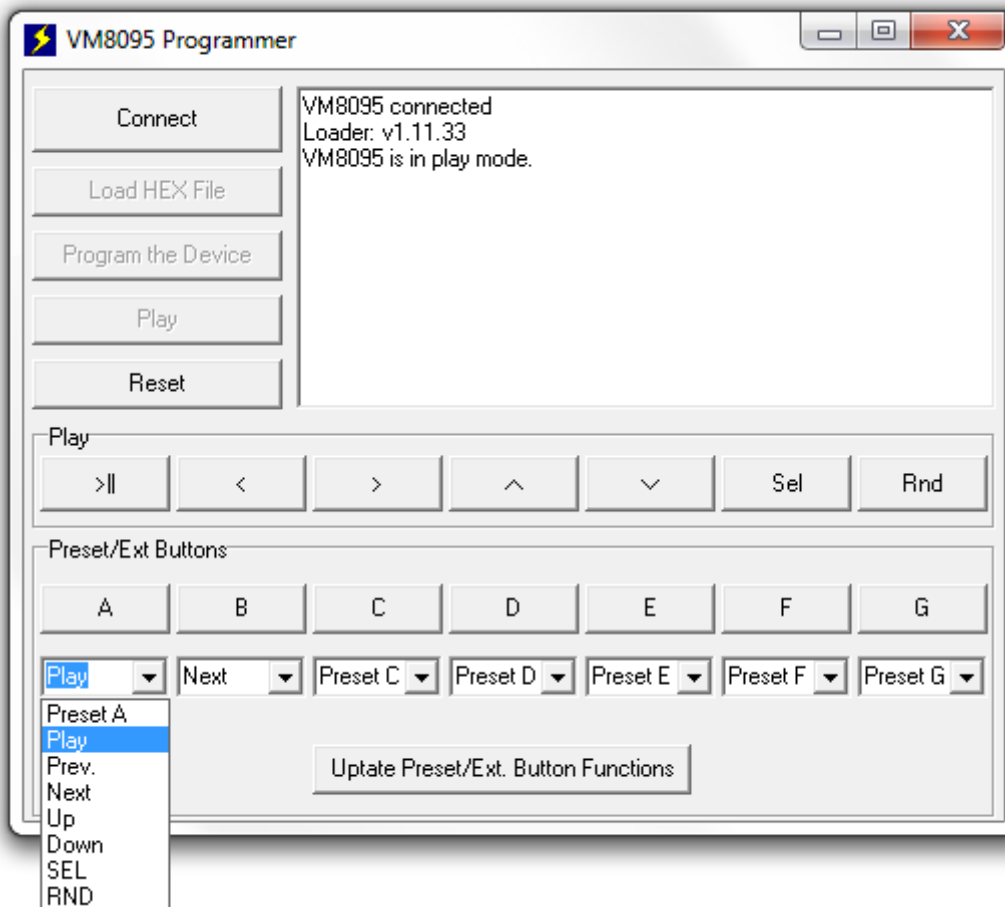 VM8095 Programmer
Connect
Load HEX File
Program the Device
Play
Reset
VM8095 connected
Loader: v1.11.33
VM8095 is in play mode.
Play
>|| < > ^ v Sel Rnd
Preset/Ext Buttons
A B C D E F G
Play Next Preset C Preset D Preset E Preset F Preset G
Preset A
Play
Prev.
Next
Up
Down
SEL
RND
Uptate Preset/Ext. Button Functions